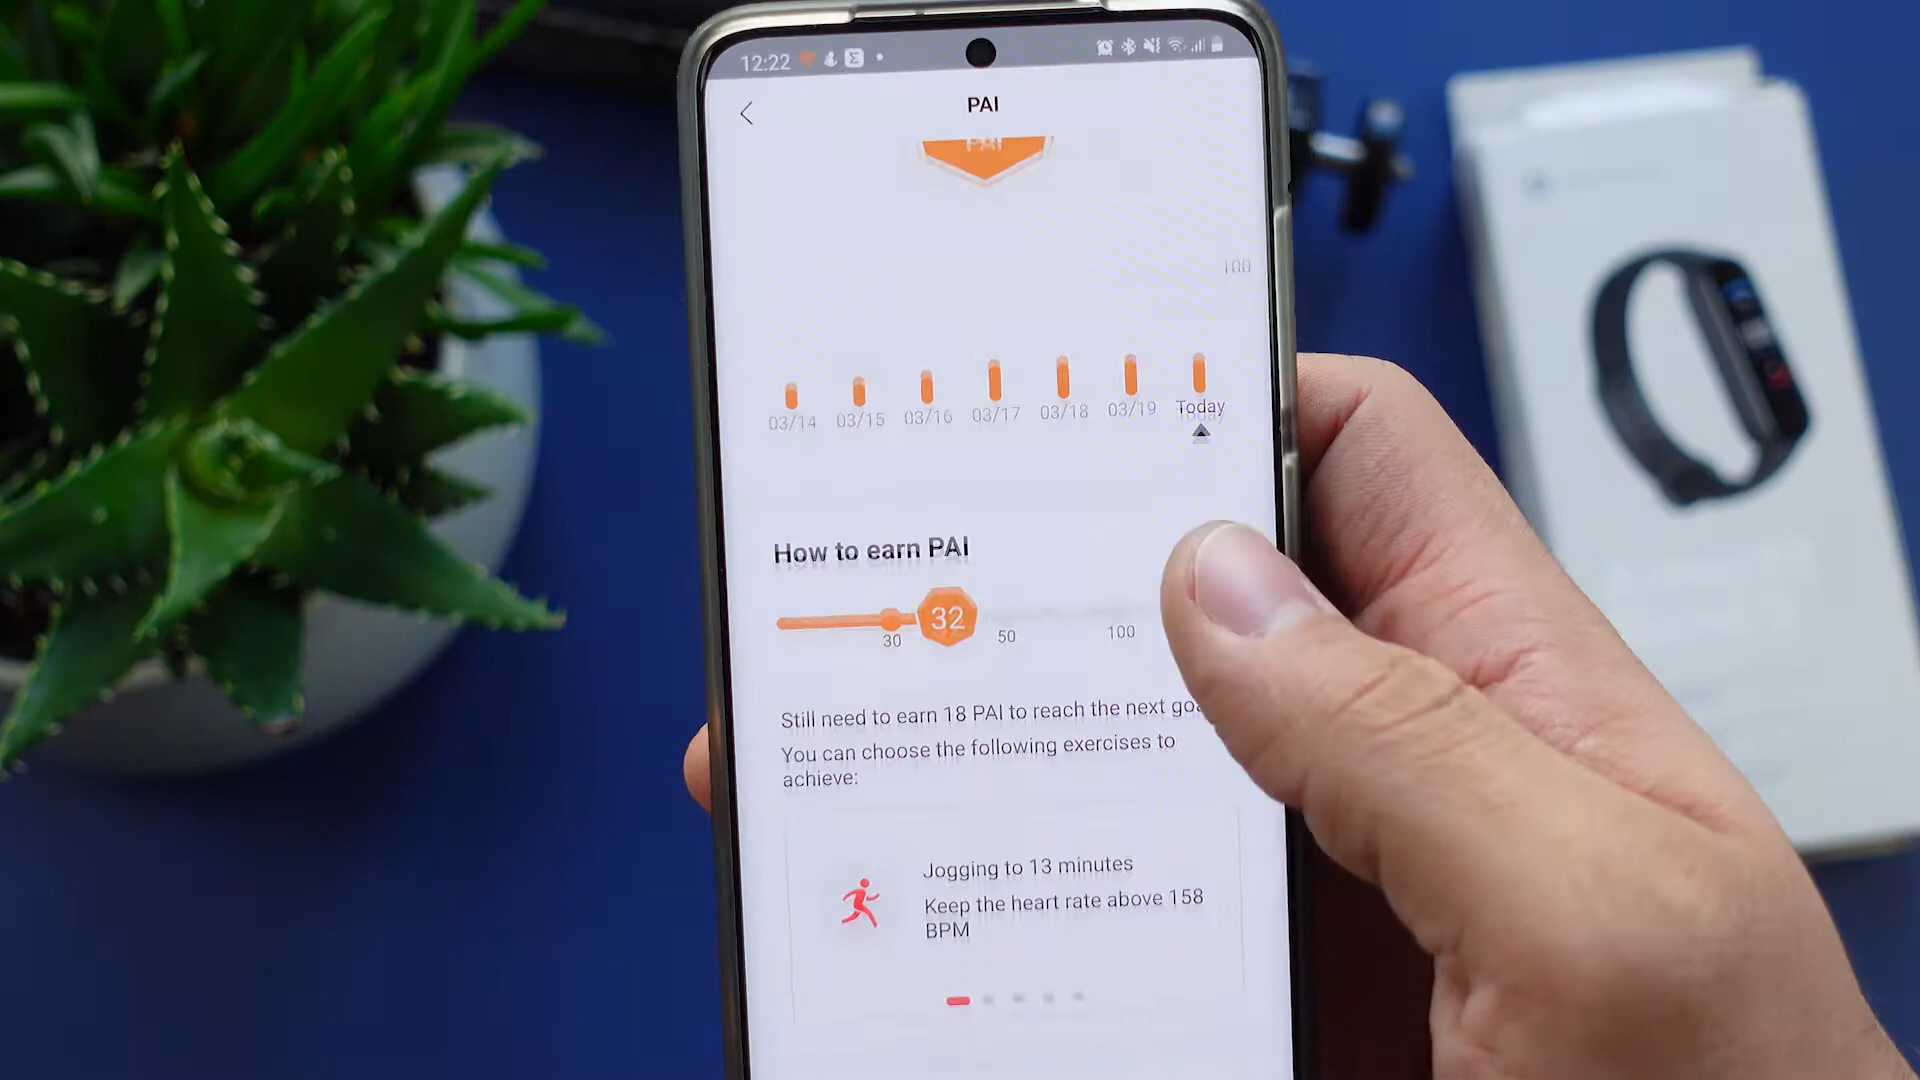 12:22
PAI
PAI
100
03/14 03/15 03/16 03/17 03/18 03/19 Today
How to earn PAI
32
30 50 100
Still need to earn 18 PAI to reach the next
You can choose the following exercises to
achieve:
Jogging to 13 minutes
Keep the heart rate above 158
BPM